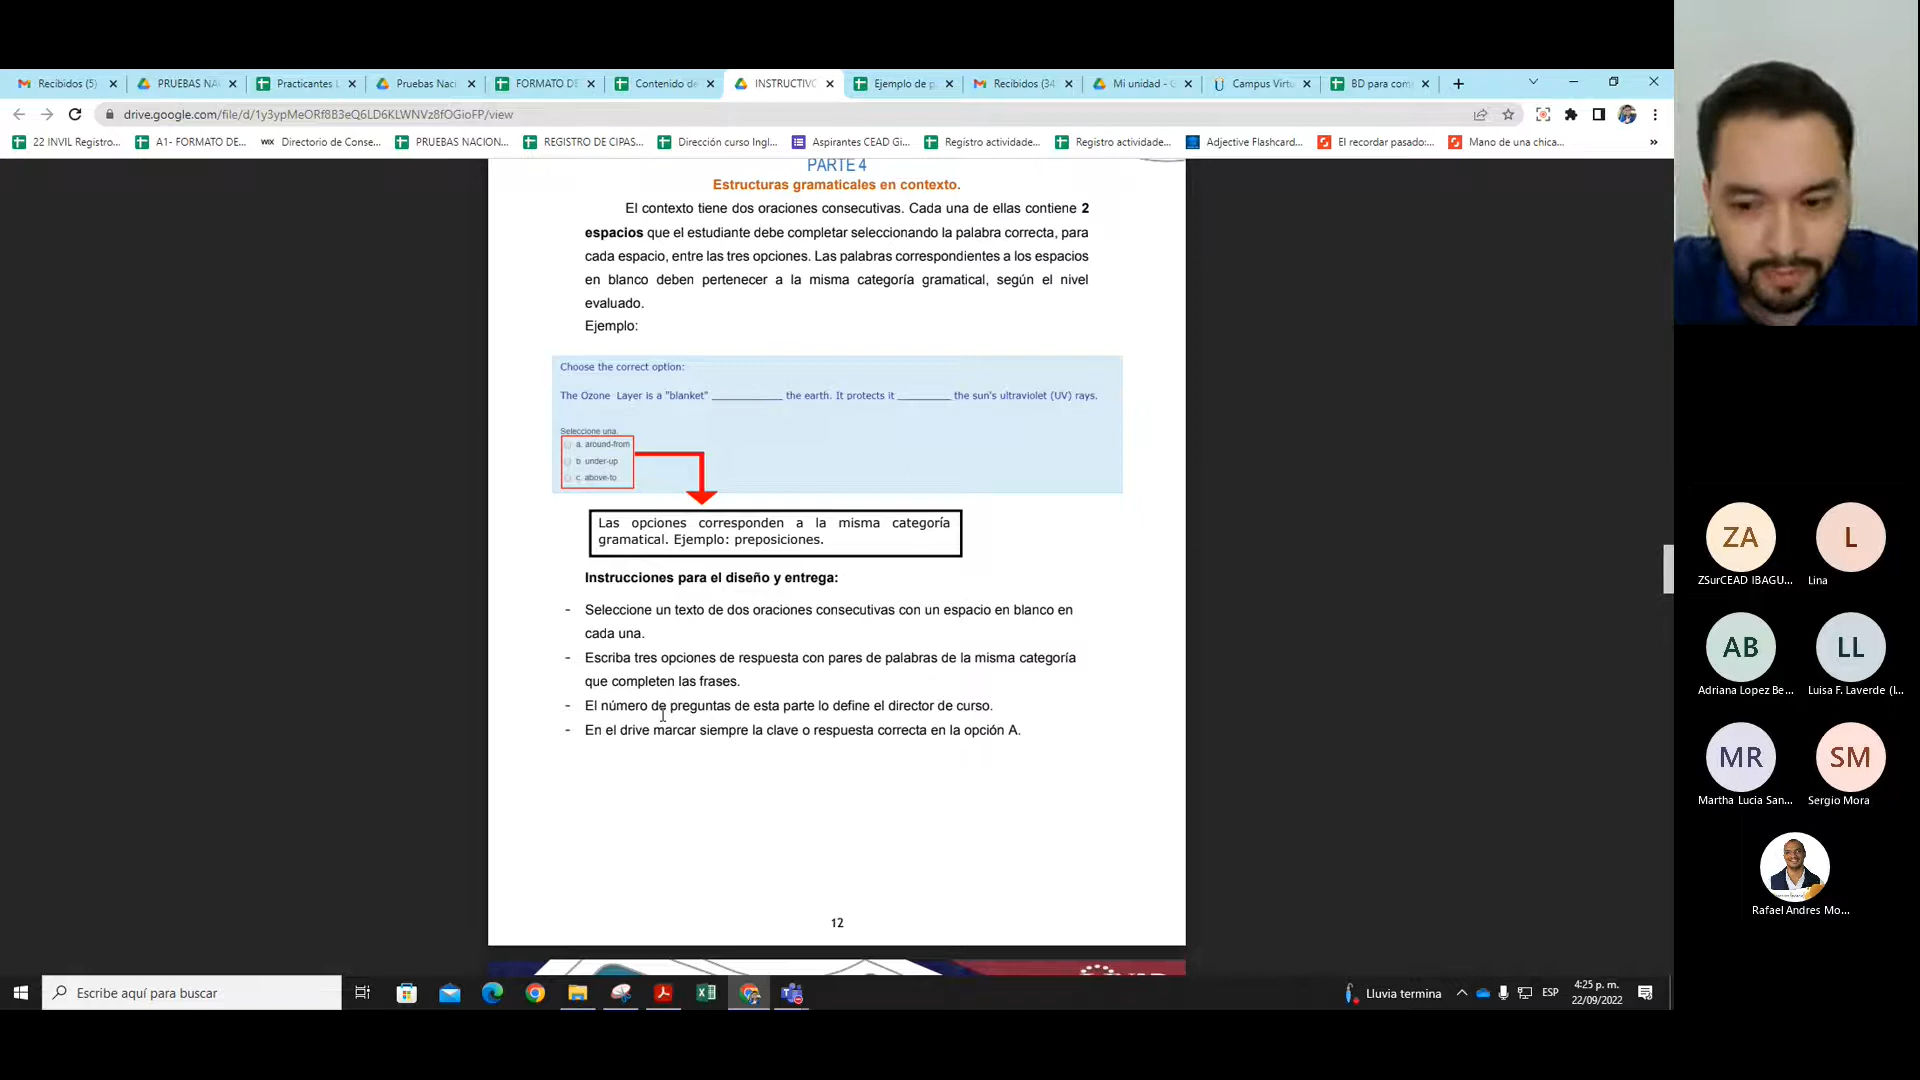 Recibidos (5)
PRUEBAS NA
Practicantes
Pruebas Naci
FORMATO DE
Contenido de
INSTRUCTIVO
Ejemplo de p
Recibidos (34
Mi unidad - G
Campus Virtu
BD para com
drive.google.com/file/d/1y3ypMeORf8B3eQ6LD6KLWNVz8fOGioFP/view
22 INVIL Registro...
A1- FORMATO DE...
WIX Directorio de Conse...
PRUEBAS NACION...
REGISTRO DE CIPAS...
Dirección curso Ingl...
Aspirantes CEAD Gi...
Registro actividade...
Registro actividade...
Adjective Flashcard...
El recordar pasado:...
Mano de una chica...
»
PARTE 4
Estructuras gramaticales en contexto.
El contexto tiene dos oraciones consecutivas. Cada una de ellas contiene 2
espacios que el estudiante debe completar seleccionando la palabra correcta, para
cada espacio, entre las tres opciones. Las palabras correspondientes a los espacios
en blanco deben pertenecer a la misma categoría gramatical, según el nivel
evaluado.
Ejemplo:
Choose the correct option:
The Ozone Layer is a "blanket" ____________ the earth. It protects it ________ the sun's ultraviolet (UV) rays.
Seleccione una
a. around-from
b. under-up
c. above-to
Las opciones corresponden a la misma categoría
gramatical. Ejemplo: preposiciones.
Instrucciones para el diseño y entrega:
- Seleccione un texto de dos oraciones consecutivas con un espacio en blanco en
cada una.
- Escriba tres opciones de respuesta con pares de palabras de la misma categoría
que completen las frases.
- El número de preguntas de esta parte lo define el director de curso.
- En el drive marcar siempre la clave o respuesta correcta en la opción A.
12
ZA
ZSurCEAD IBAGU...
L
Lina
AB
Adriana Lopez Be...
LL
Luisa F. Laverde (I...
MR
Martha Lucia San...
SM
Sergio Mora
Rafael Andres Mo...
Escribe aquí para buscar
Lluvia termina
ESP
4:25 p. m.
22/09/2022